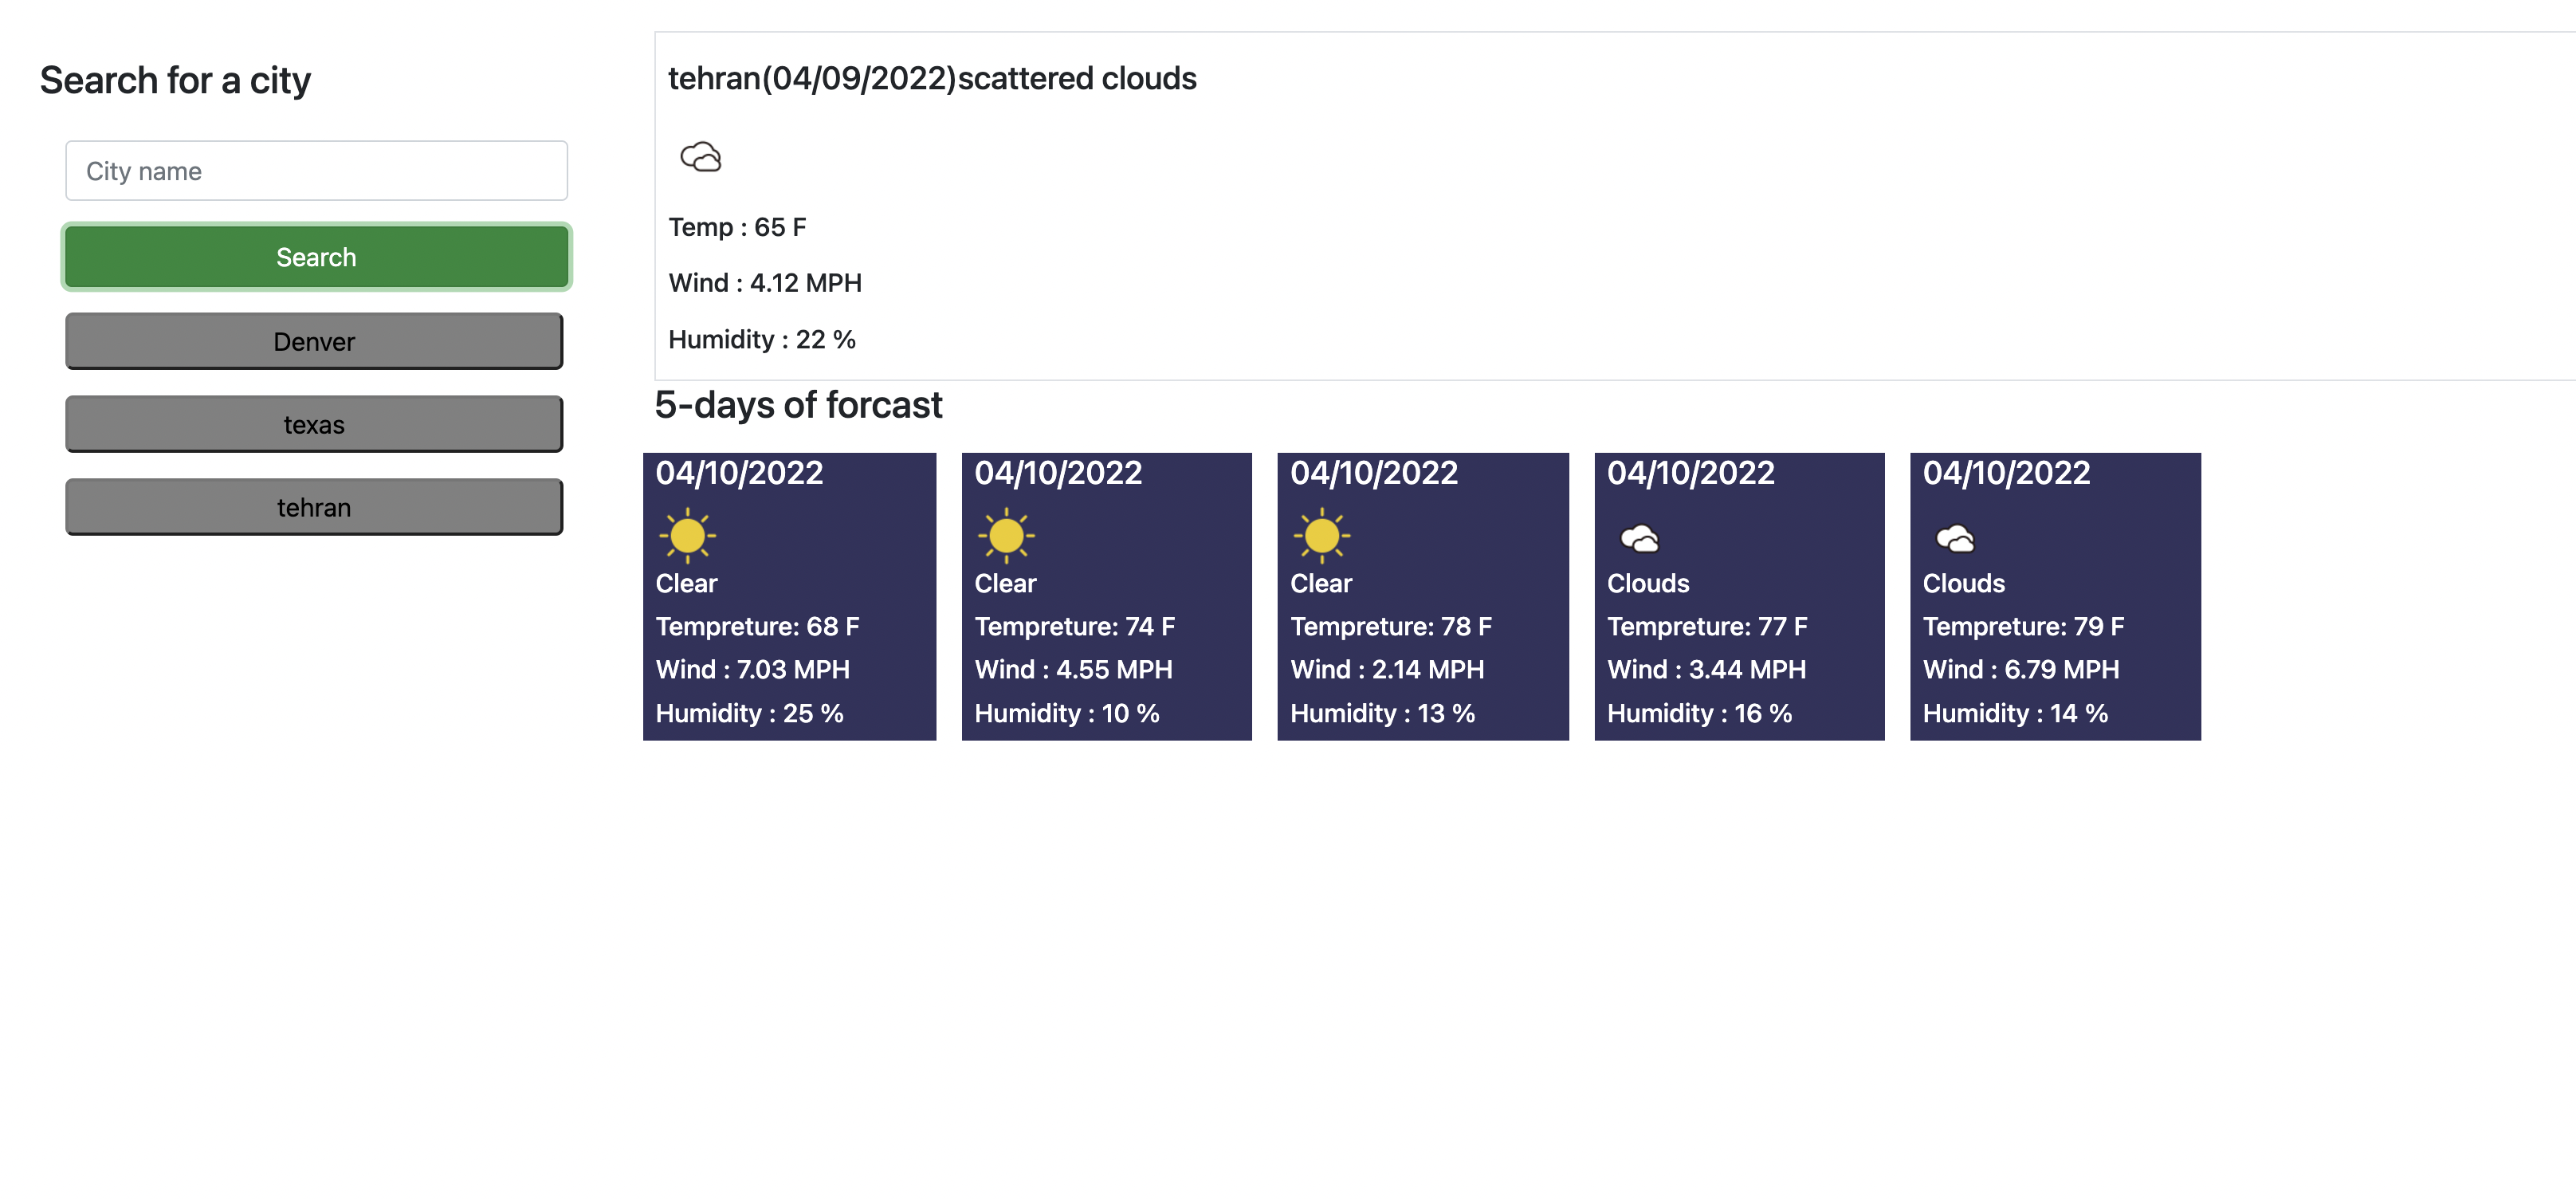 Search for a city
City name
Search
Denver
texas
tehran
tehran(04/09/2022)scattered clouds
Temp : 65 F
Wind : 4.12 MPH
Humidity : 22 %
5-days of forcast
04/10/2022
Clear
Tempreture: 68 F
Wind : 7.03 MPH
Humidity : 25 %
04/10/2022
Clear
Tempreture: 74 F
Wind : 4.55 MPH
Humidity : 10 %
04/10/2022
Clear
Tempreture: 78 F
Wind : 2.14 MPH
Humidity : 13 %
04/10/2022
Clouds
Tempreture: 77 F
Wind : 3.44 MPH
Humidity : 16 %
04/10/2022
Clouds
Tempreture: 79 F
Wind : 6.79 MPH
Humidity : 14 %